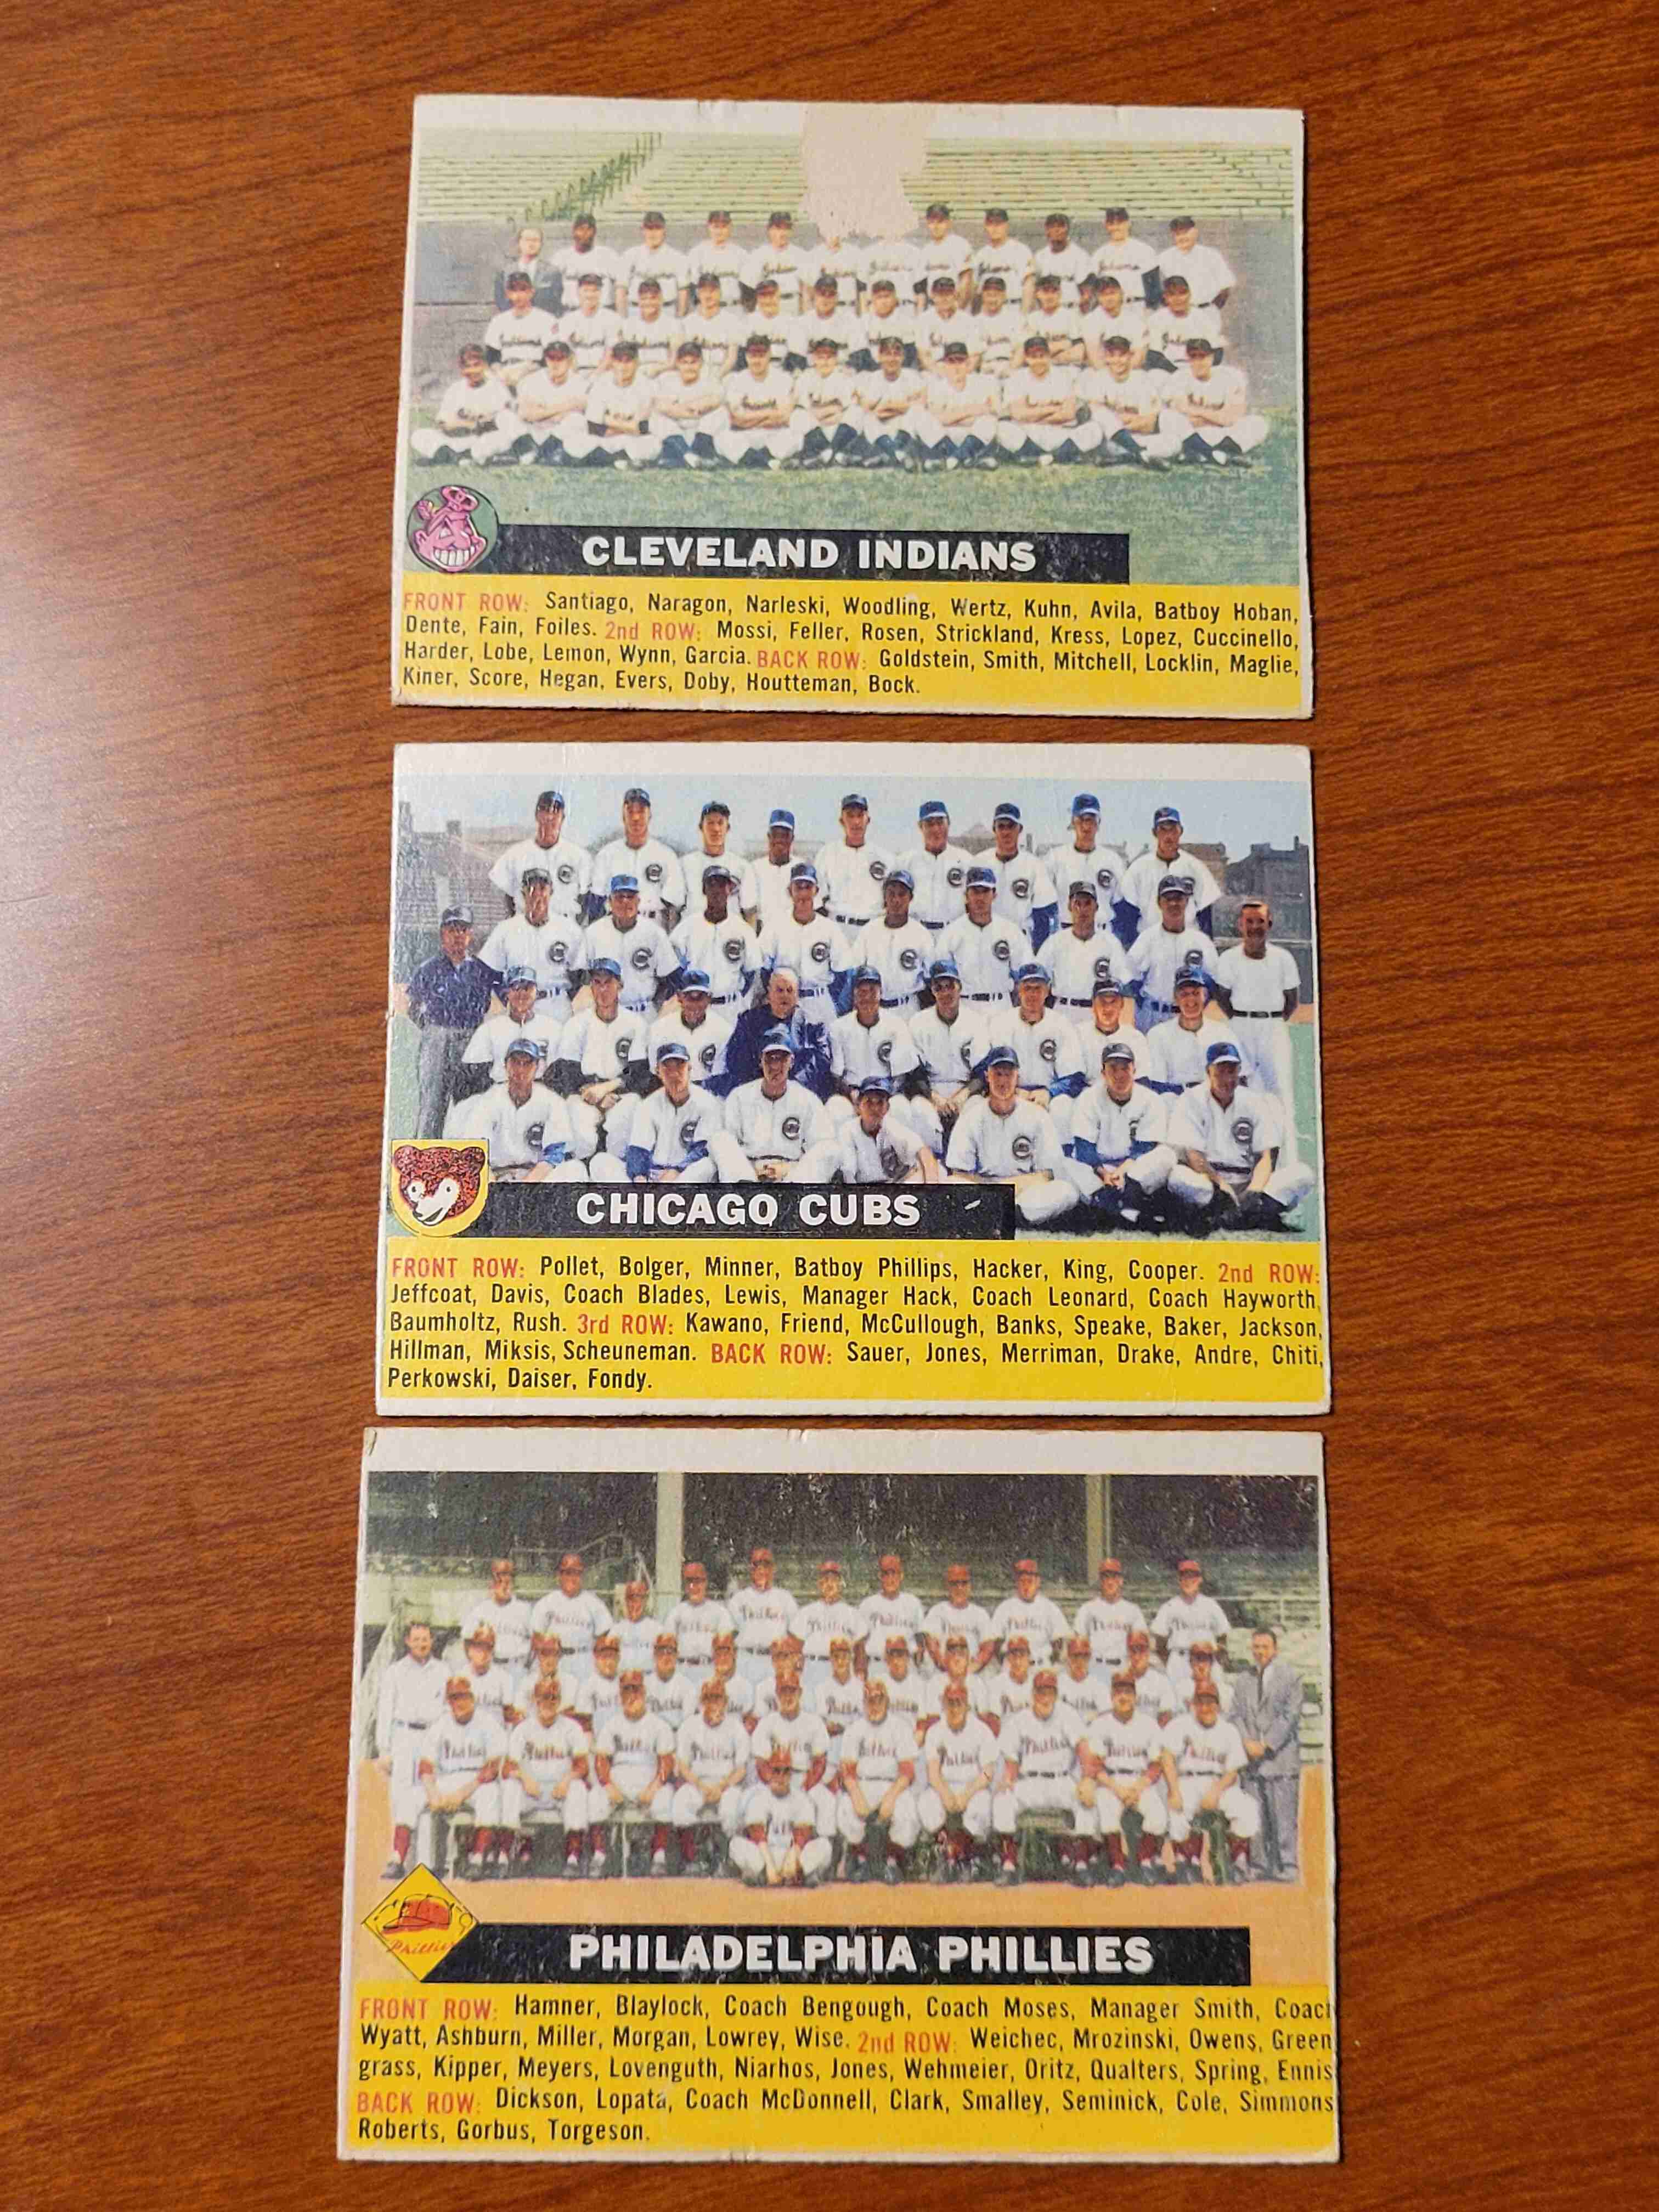 CLEVELAND INDIANS
FRONT ROW: Santiago, Naragon, Narleski, Woodling, Wertz, Kuhn, Avila, Batboy Hoban,
Dente, Fain, Foiles. 2nd ROW: Mossi, Feller, Rosen, Strickland, Kress, Lopez, Cuccinello,
Harder, Lobe, Lemon, Wynn, Garcia. BACK ROW: Goldstein, Smith, Mitchell, Locklin, Maglie,
Kiner, Score, Hegan, Evers, Doby, Houtteman, Bock.
CHICAGO CUBS
FRONT ROW: Pollet, Bolger, Minner, Batboy Phillips, Hacker, King, Cooper. 2nd ROW:
Jeffcoat, Davis, Coach Blades, Lewis, Manager Hack, Coach Leonard, Coach Hayworth,
Baumholtz, Rush. 3rd ROW: Kawano, Friend, McCullough, Banks, Speake, Baker, Jackson,
Hillman, Miksis, Scheuneman. BACK ROW: Sauer, Jones, Merriman, Drake, Andre, Chiti,
Perkowski, Daiser, Fondy.
Phillies
PHILADELPHIA PHILLIES
FRONT ROW: Hamner, Blaylock, Coach Bengough, Coach Moses, Manager Smith, Coach
Wyatt, Ashburn, Miller, Morgan, Lowrey, Wise. 2nd ROW: Weichec, Mrozinski, Owens, Green
grass, Kipper, Meyers, Lovenguth, Niarhos, Jones, Wehmeier, Oritz, Qualters, Spring, Ennis
BACK ROW: Dickson, Lopata, Coach McDonnell, Clark, Smalley, Seminick, Cole, Simmons
Roberts, Gorbus, Torgeson.